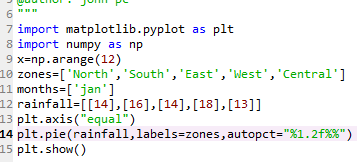 5 @author: john pc
6 """
7 import matplotlib.pyplot as plt
8 import numpy as np
9 x=np.arange(12)
10 zones=['North','South','East','West','Central']
11 months=['jan']
12 rainfall=[[14],[16],[14],[18],[13]]
13 plt.axis("equal")
14 plt.pie(rainfall,labels=zones,autopct="%1.2f%%")
15 plt.show()